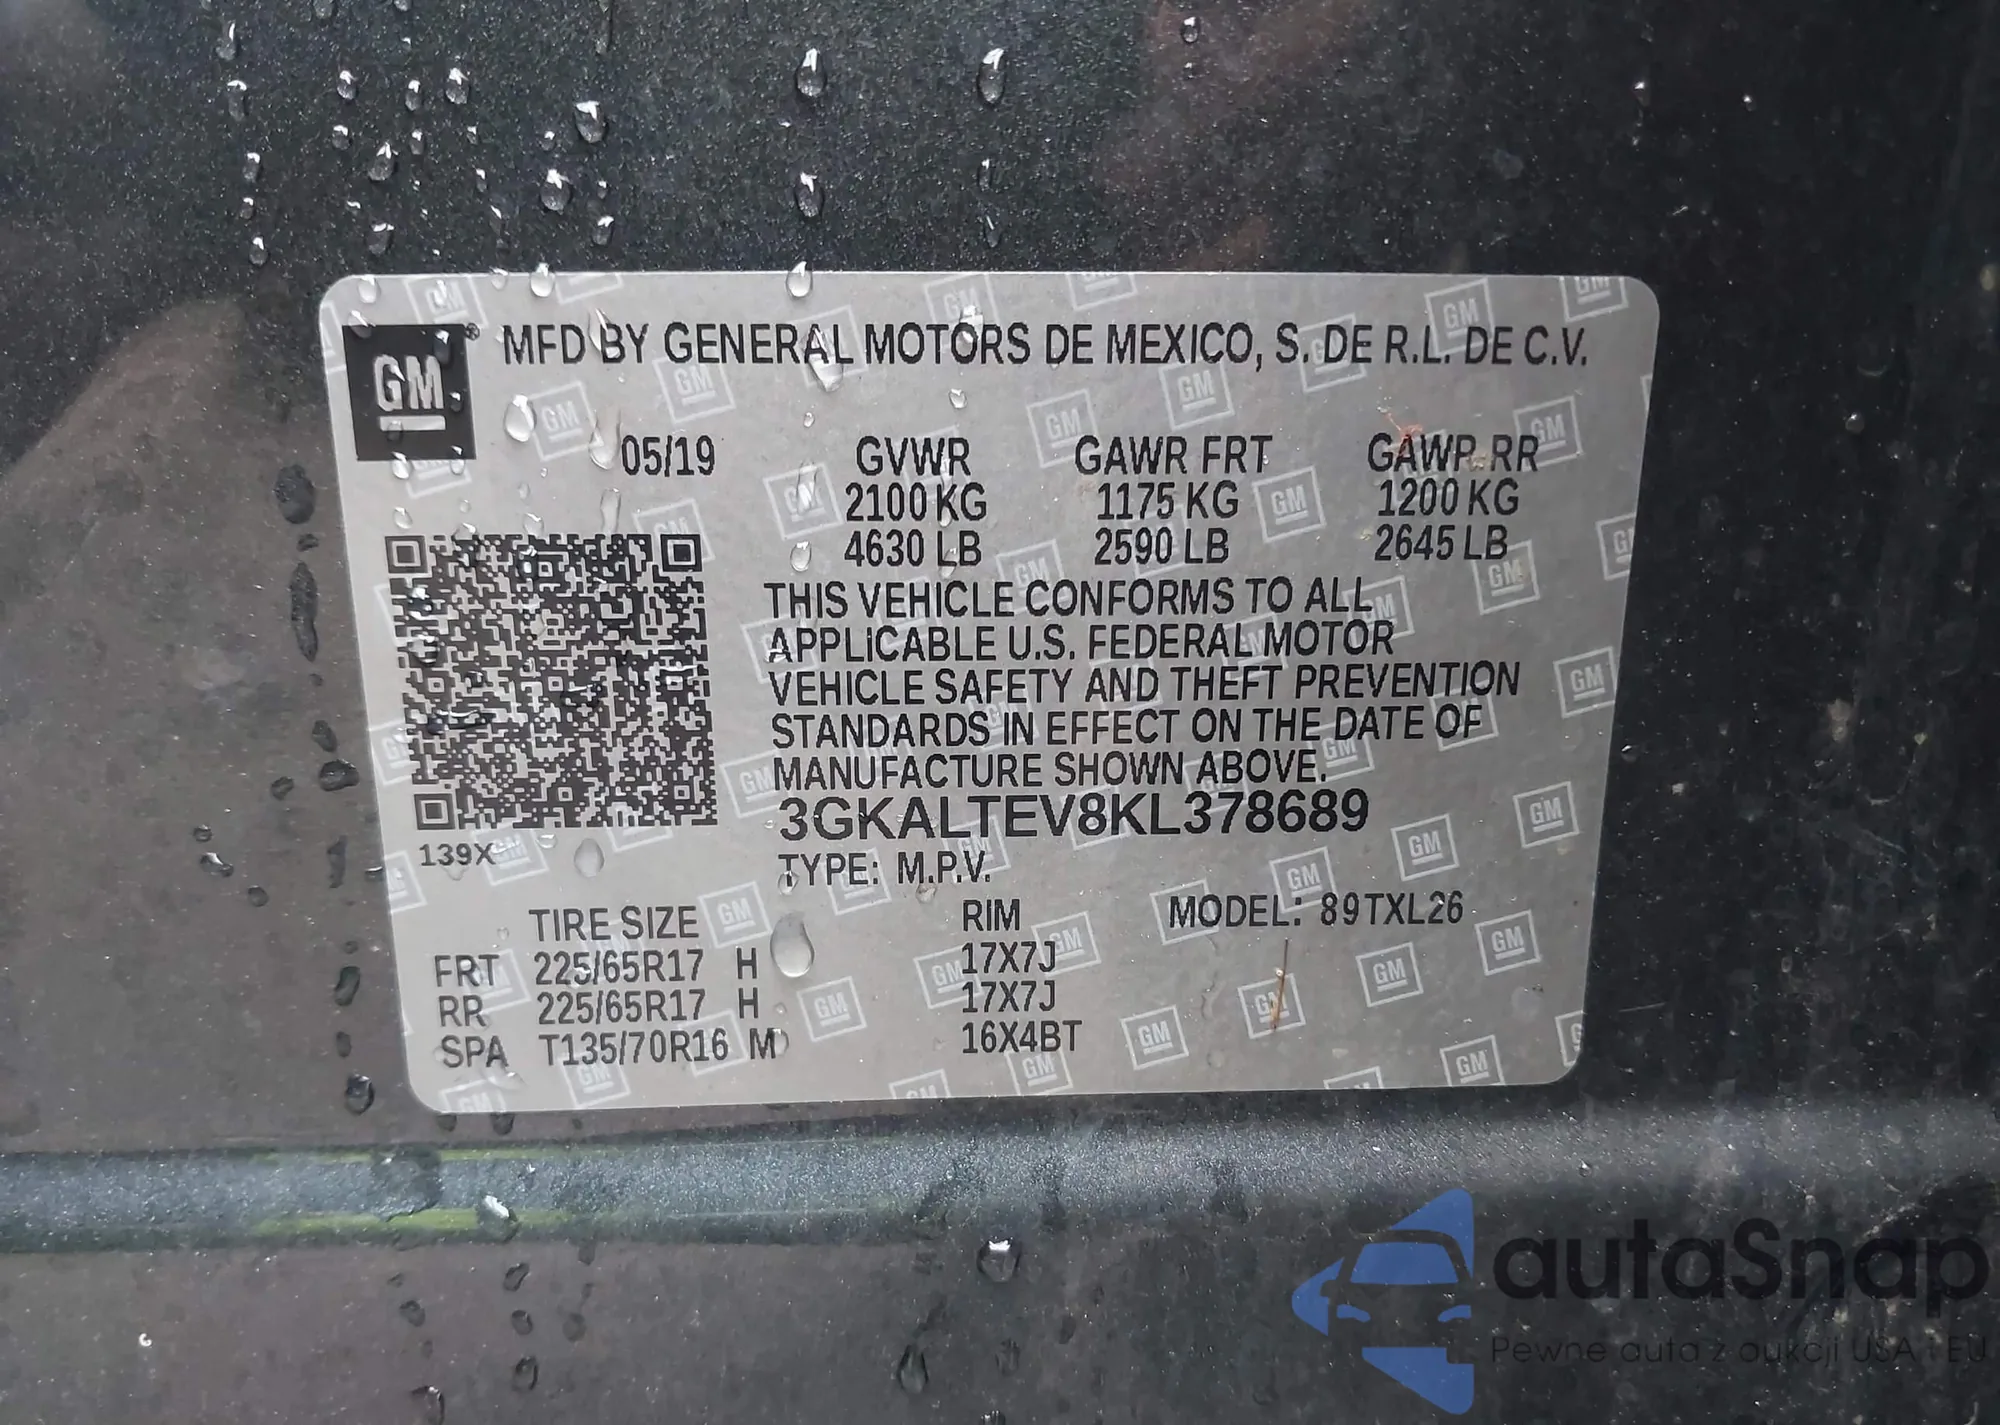 GM
® MFD BY GENERAL MOTORS DE MEXICO, S. DE R.L. DE C.V.
05/19 GVWR GAWR FRT GAWR RR
2100 KG 1175 KG 1200 KG
4630 LB 2590 LB 2645 LB
THIS VEHICLE CONFORMS TO ALL
APPLICABLE U.S. FEDERAL MOTOR
VEHICLE SAFETY AND THEFT PREVENTION
STANDARDS IN EFFECT ON THE DATE OF
MANUFACTURE SHOWN ABOVE.
3GKALTEV8KL378689
139X
TYPE: M.P.V.
TIRE SIZE RIM MODEL: 89TXL26
FRT 225/65R17 H 17X7J
RR 225/65R17 H 17X7J
SPA T135/70R16 M 16X4BT
autaSnap
Pewne auta z aukcji USA i EU